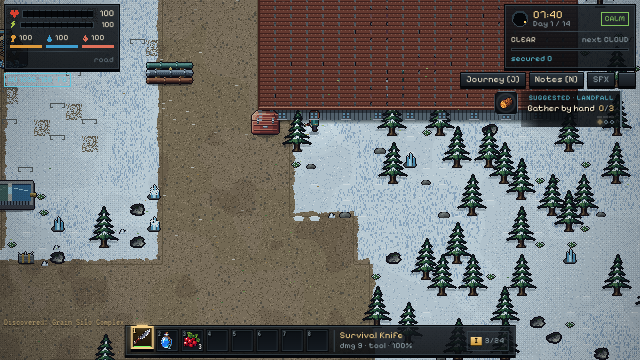 100
100
100 100 100
road
07:40
Day 1 / 14
CALM
CLEAR
next CLOUD
secured 0
Journey (J)
Notes (N)
SFX
SUGGESTED · LANDFALL
Gather by hand 0/3
Discovered: Grain Silo Complex
1 2 3 4 5 6 7 8
3
Survival Knife
dmg 9 · tool · 100%
3/24